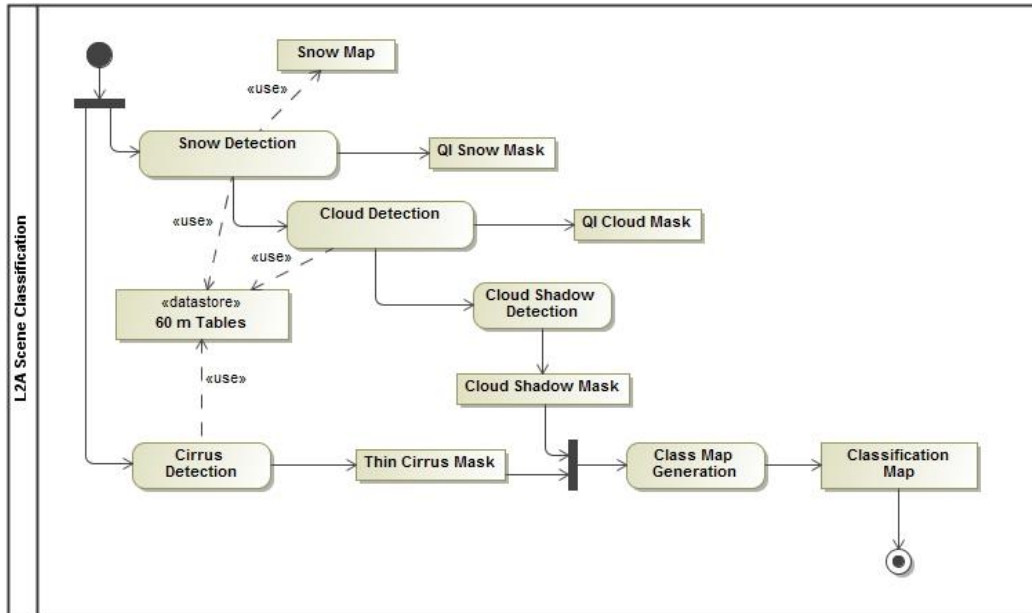 L2A Scene Classification
Snow Map
«use»
Snow Detection
QI Snow Mask
«use»
Cloud Detection
QI Cloud Mask
«use»
«datastore»
60 m Tables
Cloud Shadow
Detection
«use»
Cloud Shadow Mask
Cirrus
Detection
Thin Cirrus Mask
Class Map
Generation
Classification
Map